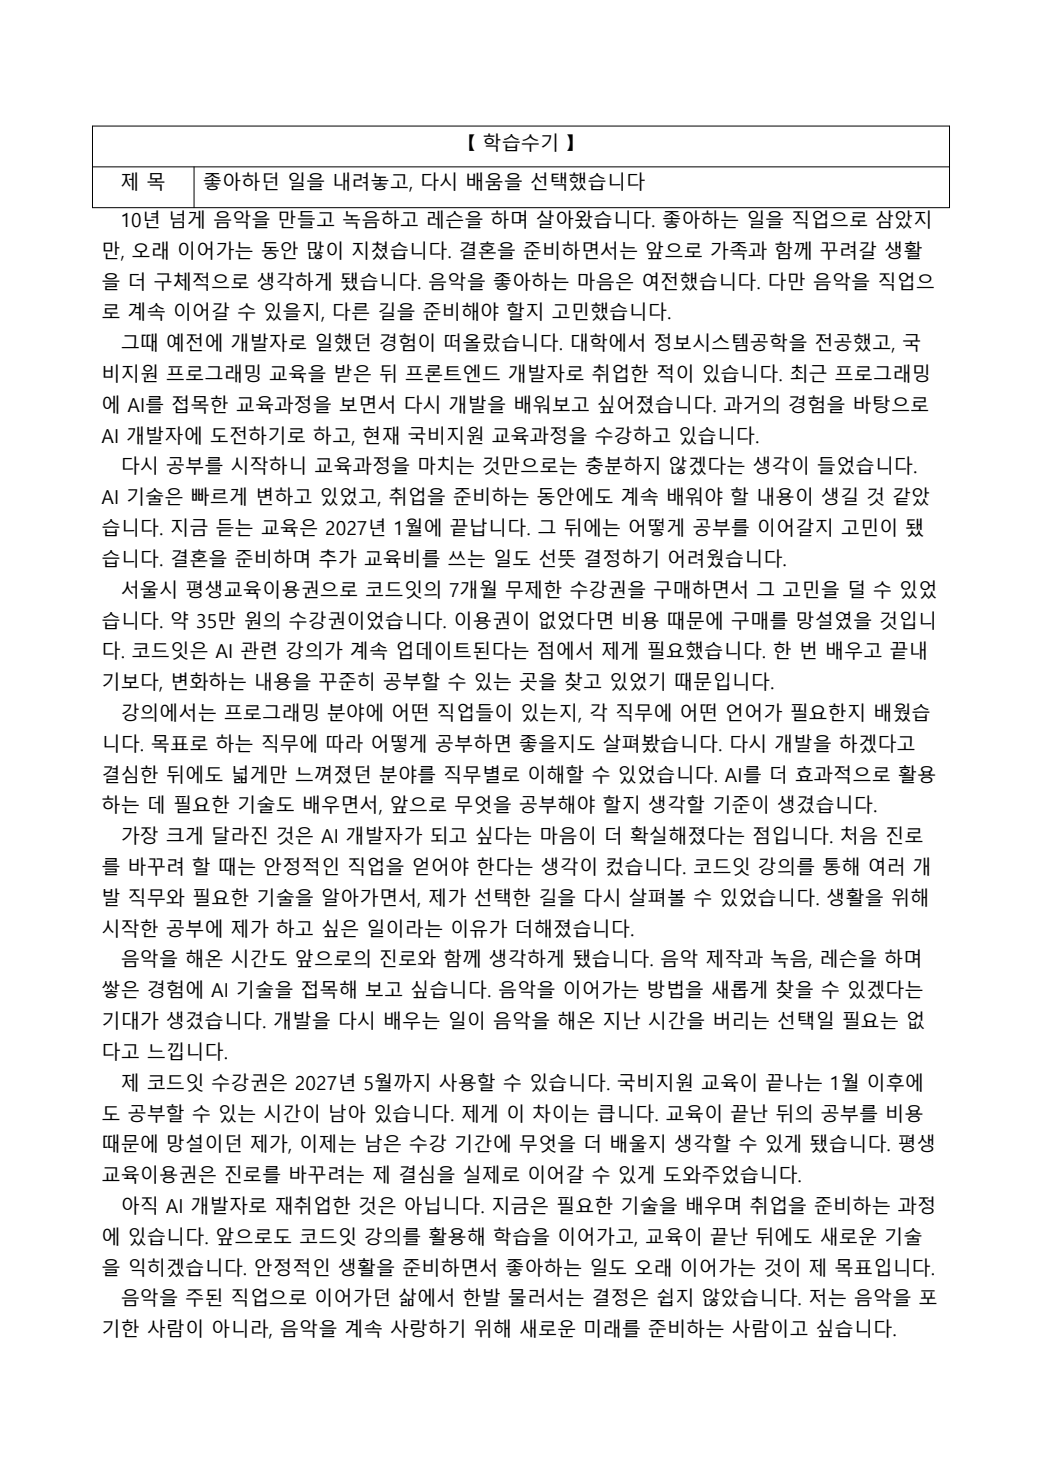 【 학습수기 】
제 목 좋아하던 일을 내려놓고, 다시 배움을 선택했습니다
10년 넘게 음악을 만들고 녹음하고 레슨을 하며 살아왔습니다. 좋아하는 일을 직업으로 삼았지
만, 오래 이어가는 동안 많이 지쳤습니다. 결혼을 준비하면서는 앞으로 가족과 함께 꾸려갈 생활
을 더 구체적으로 생각하게 됐습니다. 음악을 좋아하는 마음은 여전했습니다. 다만 음악을 직업으
로 계속 이어갈 수 있을지, 다른 길을 준비해야 할지 고민했습니다.
그때 예전에 개발자로 일했던 경험이 떠올랐습니다. 대학에서 정보시스템공학을 전공했고, 국
비지원 프로그래밍 교육을 받은 뒤 프론트엔드 개발자로 취업한 적이 있습니다. 최근 프로그래밍
에 AI를 접목한 교육과정을 보면서 다시 개발을 배워보고 싶어졌습니다. 과거의 경험을 바탕으로
AI 개발자에 도전하기로 하고, 현재 국비지원 교육과정을 수강하고 있습니다.
다시 공부를 시작하니 교육과정을 마치는 것만으로는 충분하지 않겠다는 생각이 들었습니다.
AI 기술은 빠르게 변하고 있었고, 취업을 준비하는 동안에도 계속 배워야 할 내용이 생길 것 같았
습니다. 지금 듣는 교육은 2027년 1월에 끝납니다. 그 뒤에는 어떻게 공부를 이어갈지 고민이 됐
습니다. 결혼을 준비하며 추가 교육비를 쓰는 일도 선뜻 결정하기 어려웠습니다.
서울시 평생교육이용권으로 코드잇의 7개월 무제한 수강권을 구매하면서 그 고민을 덜 수 있었
습니다. 약 35만 원의 수강권이었습니다. 이용권이 없었다면 비용 때문에 구매를 망설였을 것입니
다. 코드잇은 AI 관련 강의가 계속 업데이트된다는 점에서 제게 필요했습니다. 한 번 배우고 끝내
기보다, 변화하는 내용을 꾸준히 공부할 수 있는 곳을 찾고 있었기 때문입니다.
강의에서는 프로그래밍 분야에 어떤 직업들이 있는지, 각 직무에 어떤 언어가 필요한지 배웠습
니다. 목표로 하는 직무에 따라 어떻게 공부하면 좋을지도 살펴봤습니다. 다시 개발을 하겠다고
결심한 뒤에도 넓게만 느껴졌던 분야를 직무별로 이해할 수 있었습니다. AI를 더 효과적으로 활용
하는 데 필요한 기술도 배우면서, 앞으로 무엇을 공부해야 할지 생각할 기준이 생겼습니다.
가장 크게 달라진 것은 AI 개발자가 되고 싶다는 마음이 더 확실해졌다는 점입니다. 처음 진로
를 바꾸려 할 때는 안정적인 직업을 얻어야 한다는 생각이 컸습니다. 코드잇 강의를 통해 여러 개
발 직무와 필요한 기술을 알아가면서, 제가 선택한 길을 다시 살펴볼 수 있었습니다. 생활을 위해
시작한 공부에 제가 하고 싶은 일이라는 이유가 더해졌습니다.
음악을 해온 시간도 앞으로의 진로와 함께 생각하게 됐습니다. 음악 제작과 녹음, 레슨을 하며
쌓은 경험에 AI 기술을 접목해 보고 싶습니다. 음악을 이어가는 방법을 새롭게 찾을 수 있겠다는
기대가 생겼습니다. 개발을 다시 배우는 일이 음악을 해온 지난 시간을 버리는 선택일 필요는 없
다고 느낍니다.
제 코드잇 수강권은 2027년 5월까지 사용할 수 있습니다. 국비지원 교육이 끝나는 1월 이후에
도 공부할 수 있는 시간이 남아 있습니다. 제게 이 차이는 큽니다. 교육이 끝난 뒤의 공부를 비용
때문에 망설이던 제가, 이제는 남은 수강 기간에 무엇을 더 배울지 생각할 수 있게 됐습니다. 평생
교육이용권은 진로를 바꾸려는 제 결심을 실제로 이어갈 수 있게 도와주었습니다.
아직 AI 개발자로 재취업한 것은 아닙니다. 지금은 필요한 기술을 배우며 취업을 준비하는 과정
에 있습니다. 앞으로도 코드잇 강의를 활용해 학습을 이어가고, 교육이 끝난 뒤에도 새로운 기술
을 익히겠습니다. 안정적인 생활을 준비하면서 좋아하는 일도 오래 이어가는 것이 제 목표입니다.
음악을 주된 직업으로 이어가던 삶에서 한발 물러서는 결정은 쉽지 않았습니다. 저는 음악을 포
기한 사람이 아니라, 음악을 계속 사랑하기 위해 새로운 미래를 준비하는 사람이고 싶습니다.